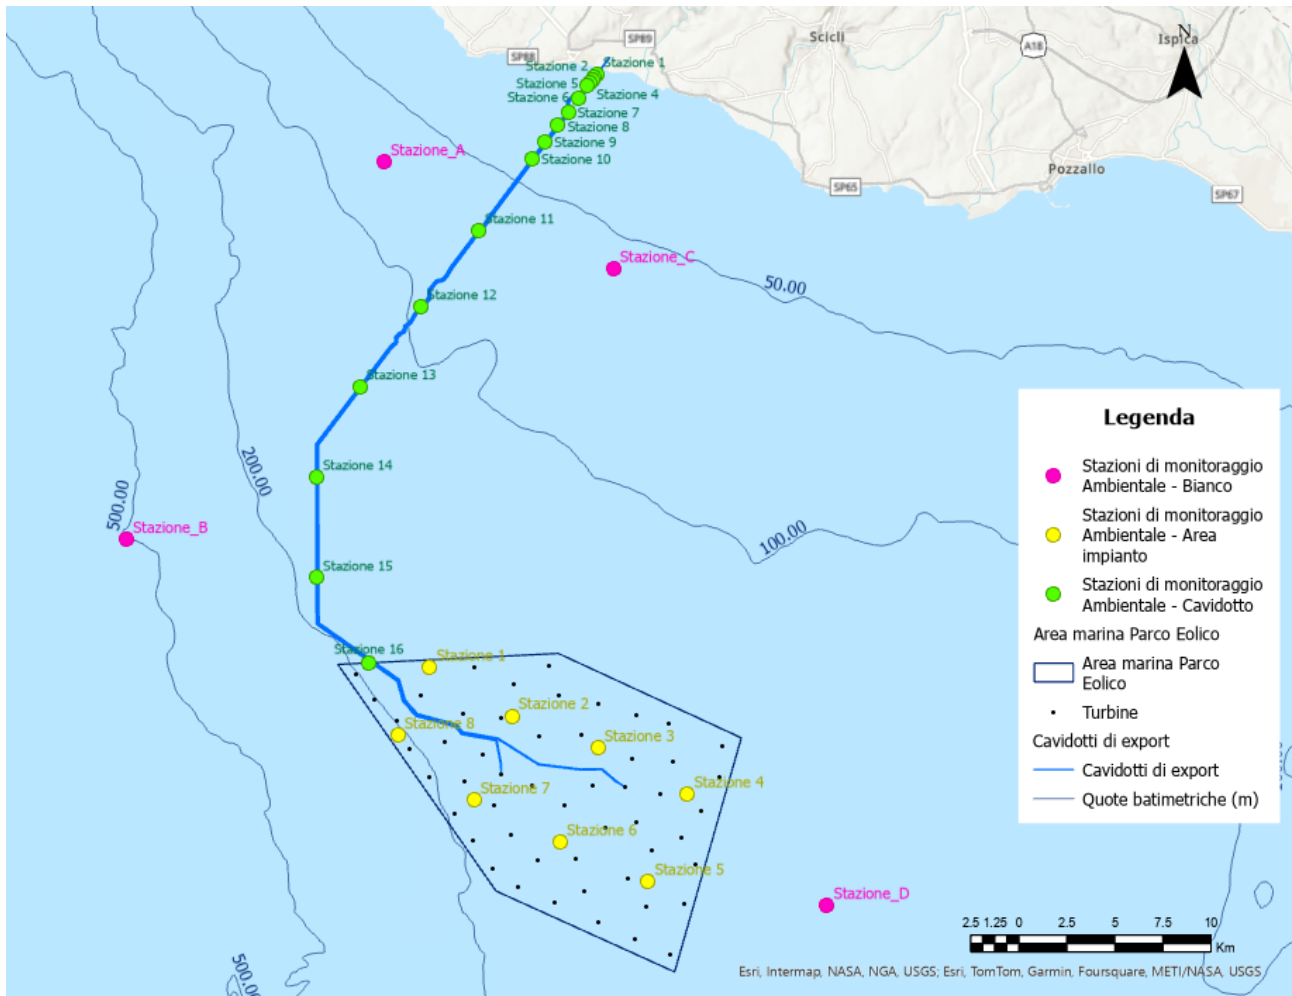 Scicli
Ispica
N
A18
SP89
SP88
Stazione 1
Stazione 2
Stazione 5
Stazione 4
Stazione 6
Stazione 7
Stazione 8
Stazione 9
Stazione 10
Pozzallo
SP65
SP67
Stazione_A
Stazione 11
Stazione_C
50.00
Stazione 12
Stazione 13
200.00
Stazione 14
500.00
Stazione_B
100.00
Stazione 15
Stazione 16
Stazione 1
Stazione 2
Stazione 8
Stazione 3
Stazione 7
Stazione 4
Stazione 6
Stazione 5
Stazione_D
500.00
Legenda
Stazioni di monitoraggio
Ambientale - Bianco
Stazioni di monitoraggio
Ambientale - Area
impianto
Stazioni di monitoraggio
Ambientale - Cavidotto
Area marina Parco Eolico
Area marina Parco
Eolico
Turbine
Cavidotti di export
Cavidotti di export
Quote batimetriche (m)
2.5 1.25 0 2.5 5 7.5 10
Km
Esri, Intermap, NASA, NGA, USGS; Esri, TomTom, Garmin, Foursquare, METI/NASA, USGS